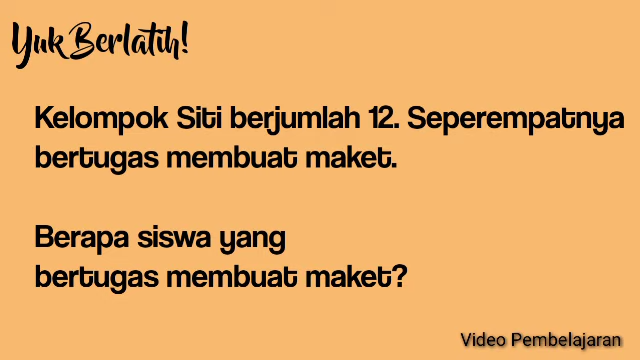 Yuk Berlatih!
Kelompok Siti berjumlah 12. Seperempatnya
bertugas membuat maket.
Berapa siswa yang
bertugas membuat maket?
Video Pembelajaran